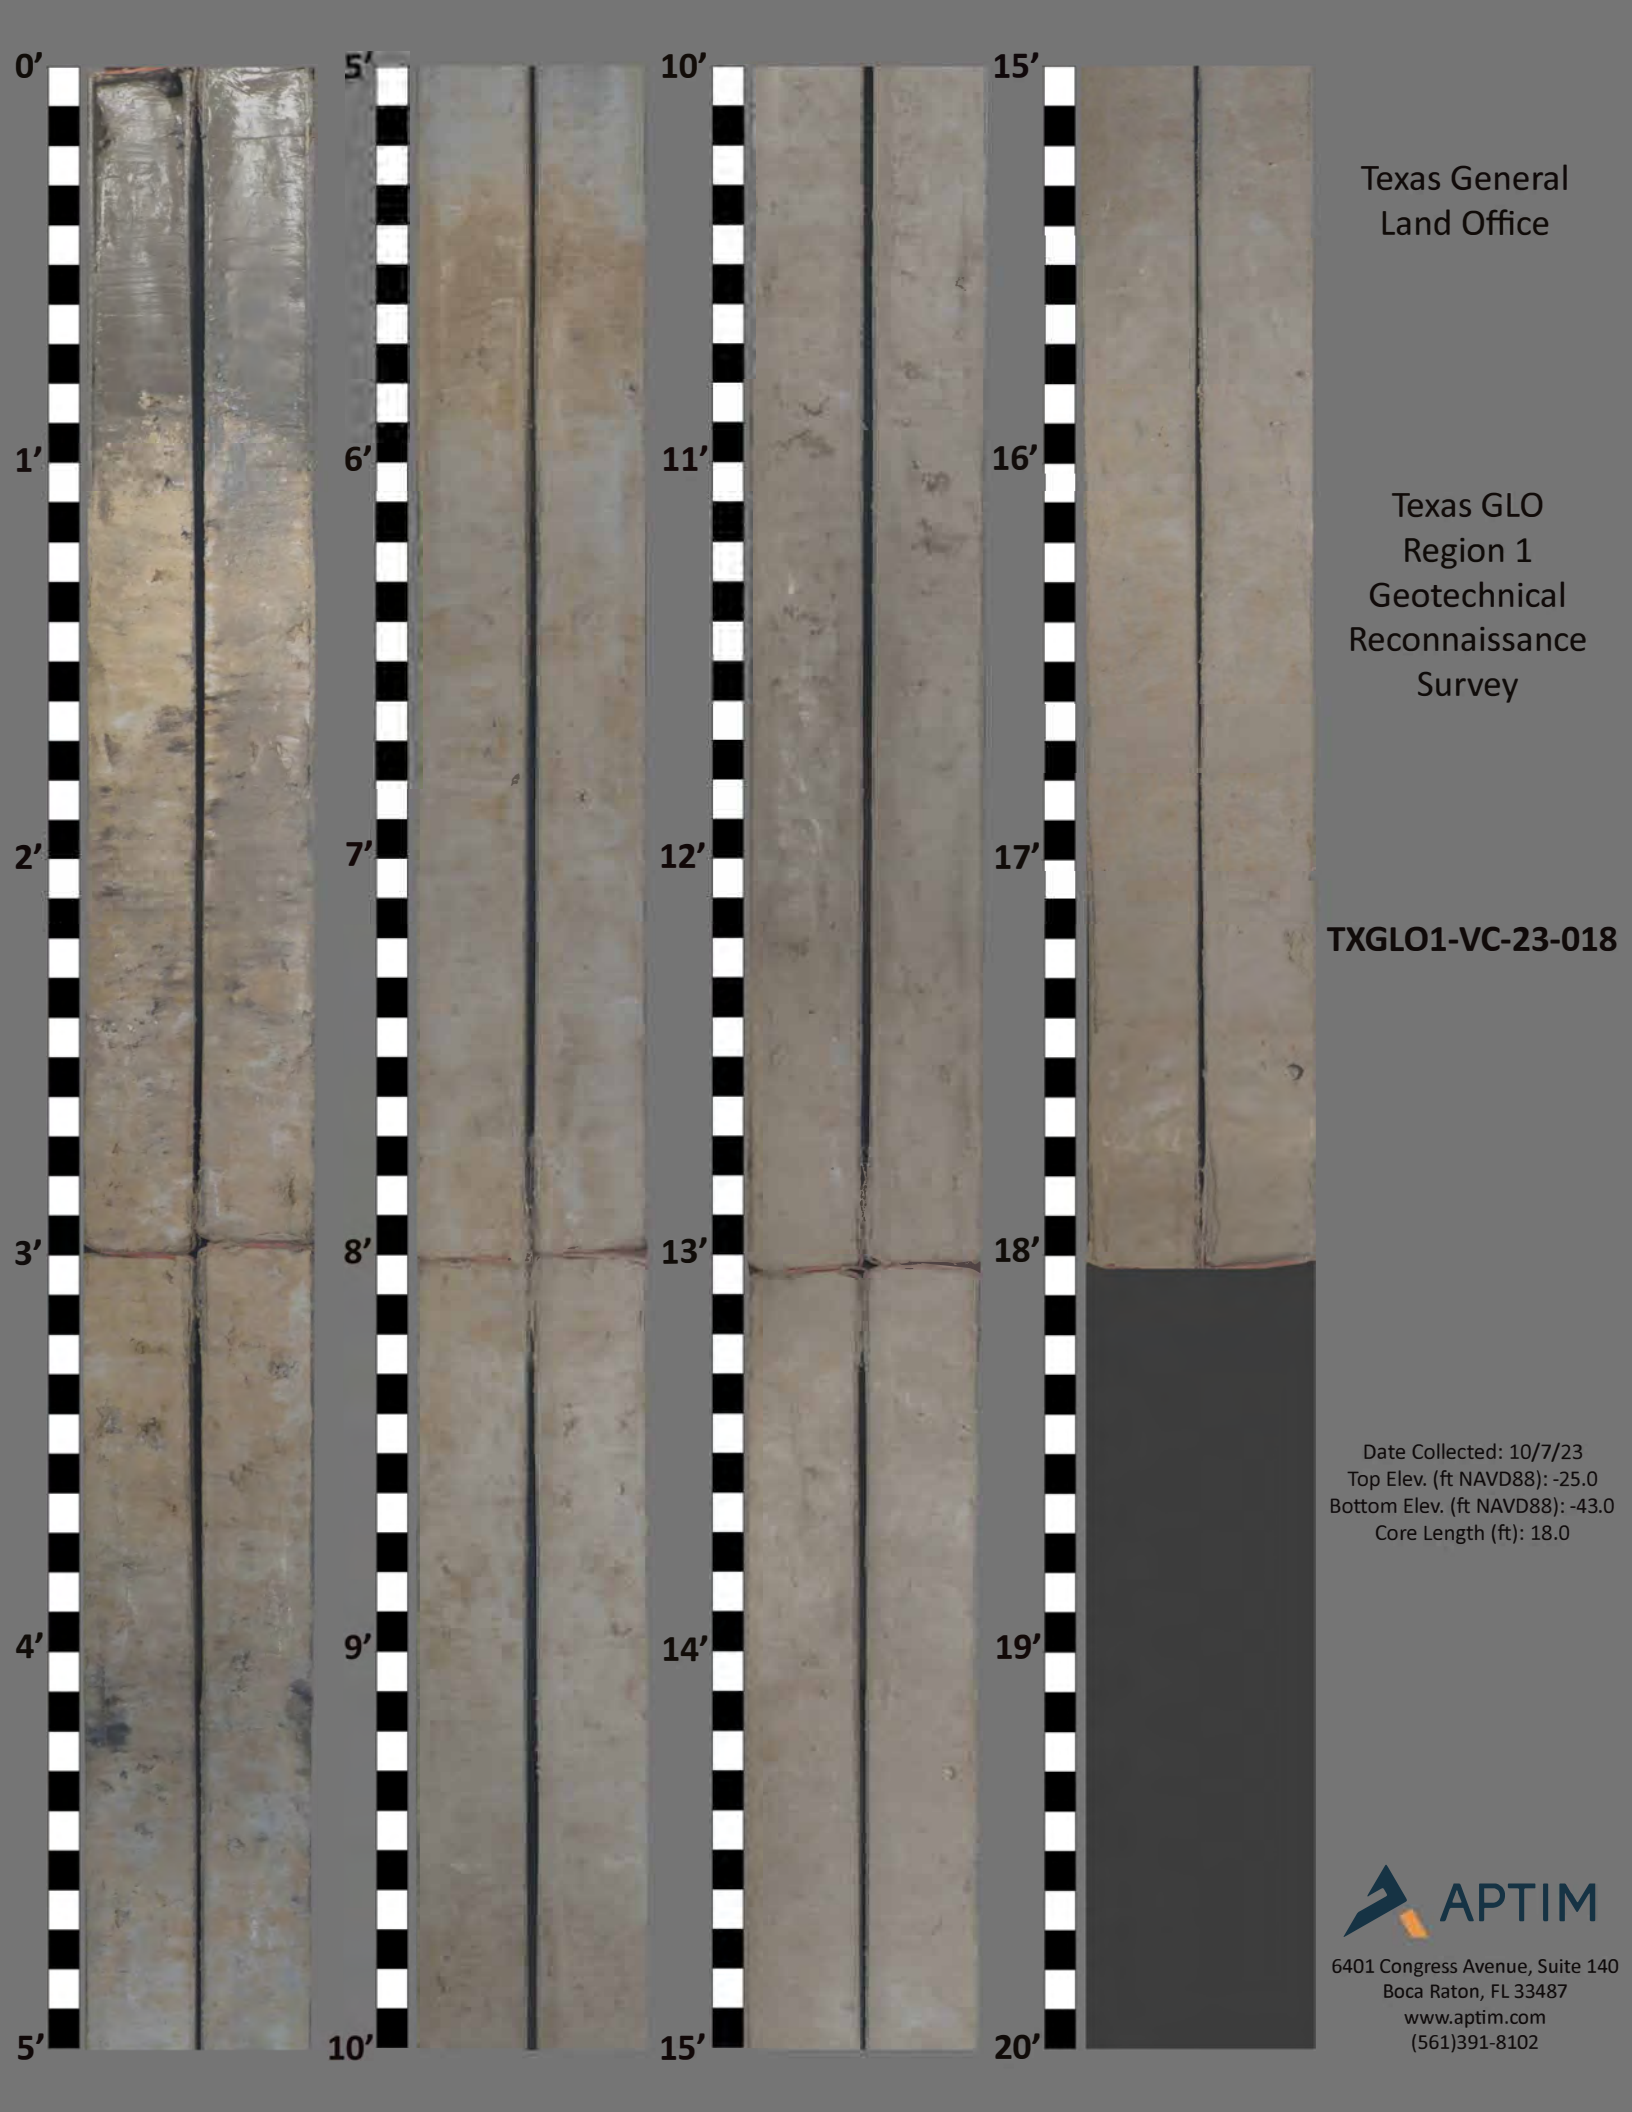 0’
1’
2’
3’
4’
5’
5’
6’
7’
8’
9’
10’
10’
11’
12’
13’
14’
15’
15’
16’
17’
18’
19’
20’
Texas General
Land Office
Texas GLO
Region 1
Geotechnical
Reconnaissance
Survey
TXGLO1-VC-23-018
Date Collected: 10/7/23
Top Elev. (ft NAVD88): -25.0
Bottom Elev. (ft NAVD88): -43.0
Core Length (ft): 18.0
APTIM
6401 Congress Avenue, Suite 140
Boca Raton, FL 33487
www.aptim.com
(561)391-8102